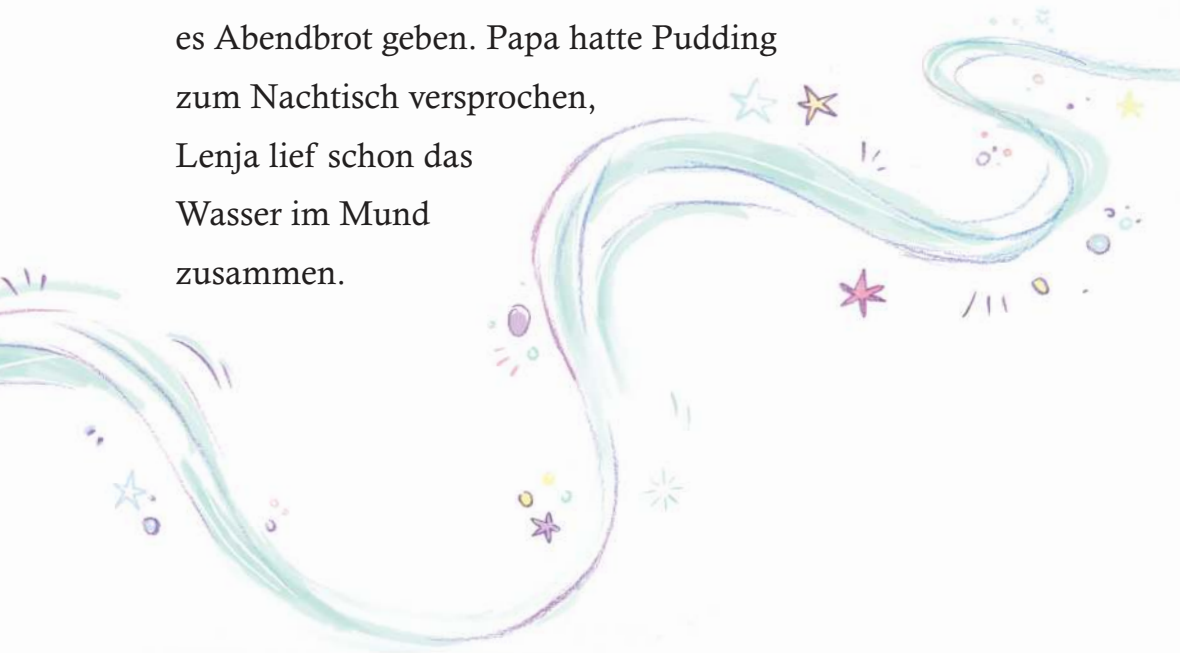 es Abendbrot geben. Papa hatte Pudding
zum Nachtisch versprochen,
Lenja lief schon das
Wasser im Mund
zusammen.